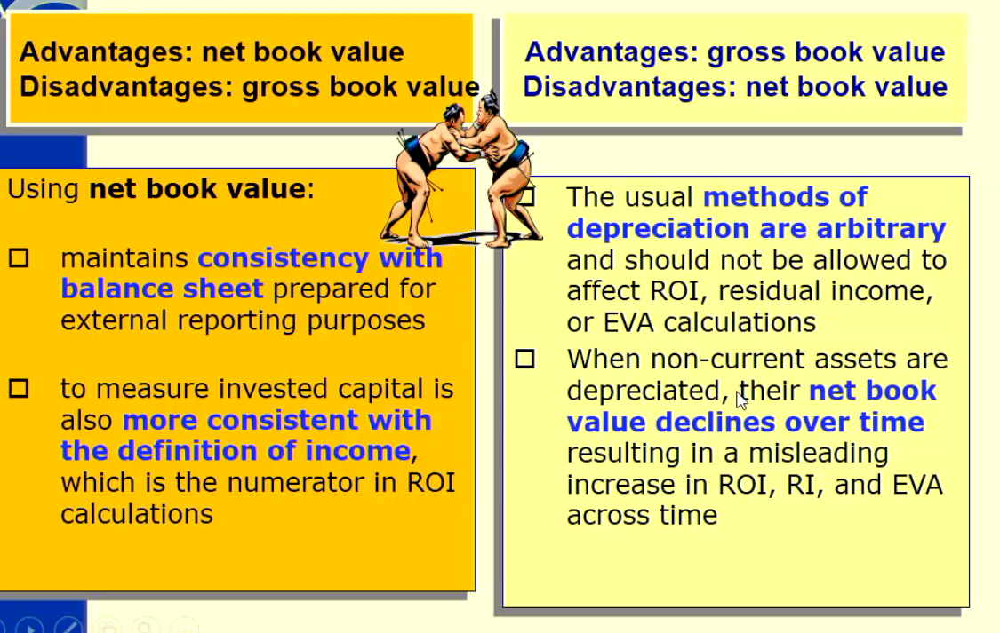 Advantages: net book value
Disadvantages: gross book value
Advantages: gross book value
Disadvantages: net book value
Using net book value:
maintains consistency with
balance sheet prepared for
external reporting purposes
to measure invested capital is
also more consistent with
the definition of income,
which is the numerator in ROI
calculations
The usual methods of
depreciation are arbitrary
and should not be allowed to
affect ROI, residual income,
or EVA calculations
When non-current assets are
depreciated, their net book
value declines over time
resulting in a misleading
increase in ROI, RI, and EVA
across time